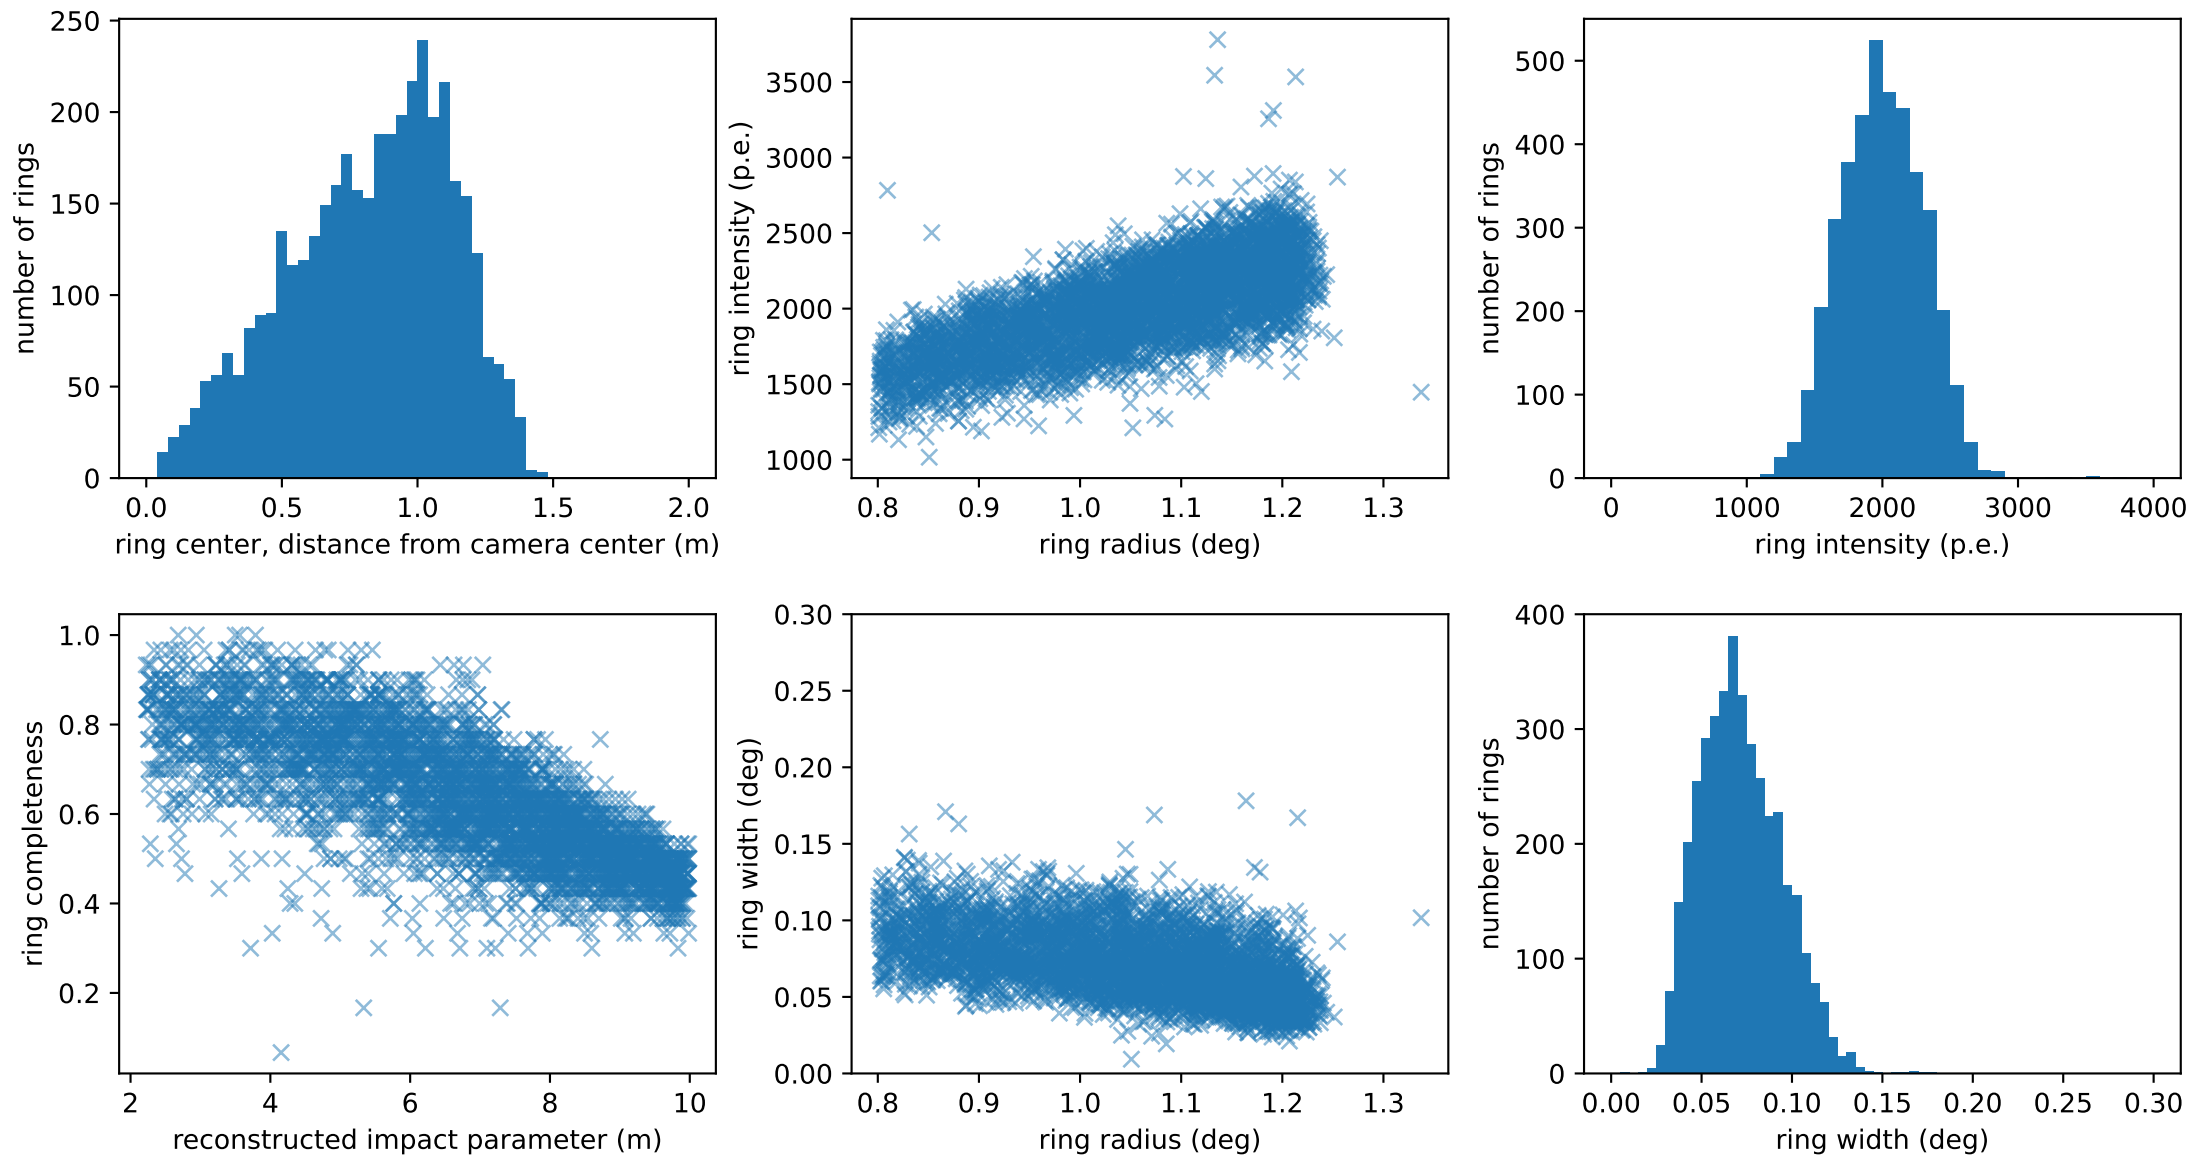 250
200
150
100
50
0
number of rings
0.0 0.5 1.0 1.5 2.0
ring center, distance from camera center (m)
3500
3000
2500
2000
1500
1000
ring intensity (p.e.)
0.8 0.9 1.0 1.1 1.2 1.3
ring radius (deg)
500
400
300
200
100
0
number of rings
0 1000 2000 3000 4000
ring intensity (p.e.)
1.0
0.8
0.6
0.4
0.2
ring completeness
2 4 6 8 10
reconstructed impact parameter (m)
0.30
0.25
0.20
0.15
0.10
0.05
0.00
ring width (deg)
0.8 0.9 1.0 1.1 1.2 1.3
ring radius (deg)
400
300
200
100
0
number of rings
0.00 0.05 0.10 0.15 0.20 0.25 0.30
ring width (deg)